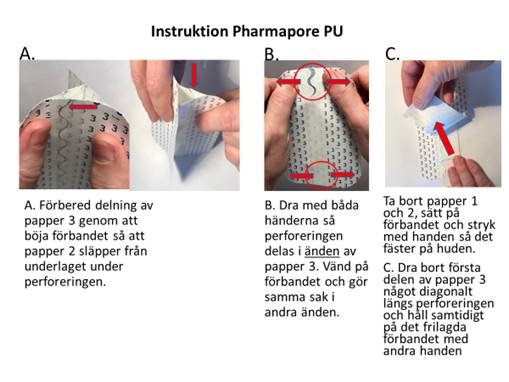 Instruktion Pharmapore PU
A.
B.
C.
A. Förbered delning av
papper 3 genom att
böja förbandet så att
papper 2 släpper från
underlaget under
perforeringen.
B. Dra med båda
händerna så
perforeringen
delas i änden av
papper 3. Vänd på
förbandet och gör
samma sak i
andra änden.
Ta bort papper 1
och 2, sätt på
förbandet och stryk
med handen så det
fäster på huden.
C. Dra bort första
delen av papper 3
något diagonalt
längs perforeringen
och håll samtidigt
på det frilagda
förbandet med
andra handen